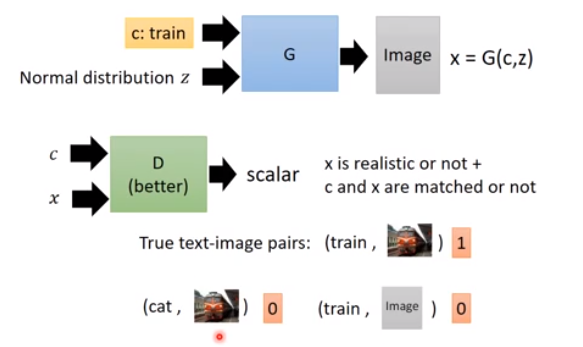 c: train
G
Image
x = G(c,z)
Normal distribution z
c
D
(better)
scalar
x is realistic or not +
c and x are matched or not
x
True text-image pairs: (train , ) 1
(cat , ) 0 (train , Image ) 0